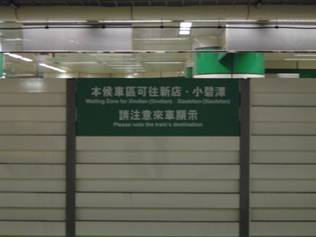 本候車區可往新店、小碧潭
Waiting Zone for Xindian (Sindian)、Xiaobitan (Siaobitan)
請注意來車顯示
Please note the train's destination